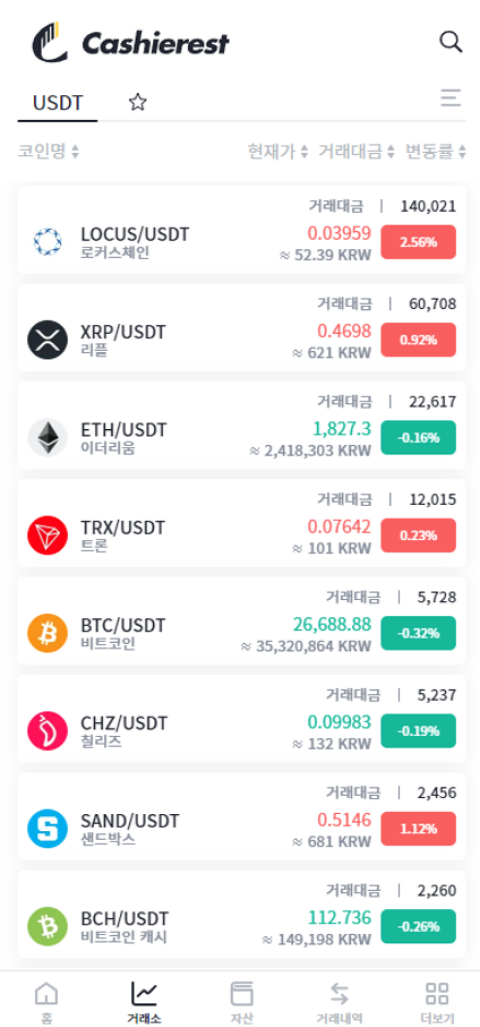 Cashierest
USDT
코인명 현재가 거래대금 변동률
거래대금 | 140,021
LOCUS/USDT 0.03959 2.56%
로커스체인 ≈ 52.39 KRW
거래대금 | 60,708
XRP/USDT 0.4698 0.92%
리플 ≈ 621 KRW
거래대금 | 22,617
ETH/USDT 1,827.3 -0.16%
이더리움 ≈ 2,418,303 KRW
거래대금 | 12,015
TRX/USDT 0.07642 0.23%
트론 ≈ 101 KRW
거래대금 | 5,728
BTC/USDT 26,688.88 -0.32%
비트코인 ≈ 35,320,864 KRW
거래대금 | 5,237
CHZ/USDT 0.09983 -0.19%
칠리즈 ≈ 132 KRW
거래대금 | 2,456
SAND/USDT 0.5146 1.12%
샌드박스 ≈ 681 KRW
거래대금 | 2,260
BCH/USDT 112.736 -0.26%
비트코인 캐시 ≈ 149,198 KRW
홈 거래소 자산 거래내역 더보기